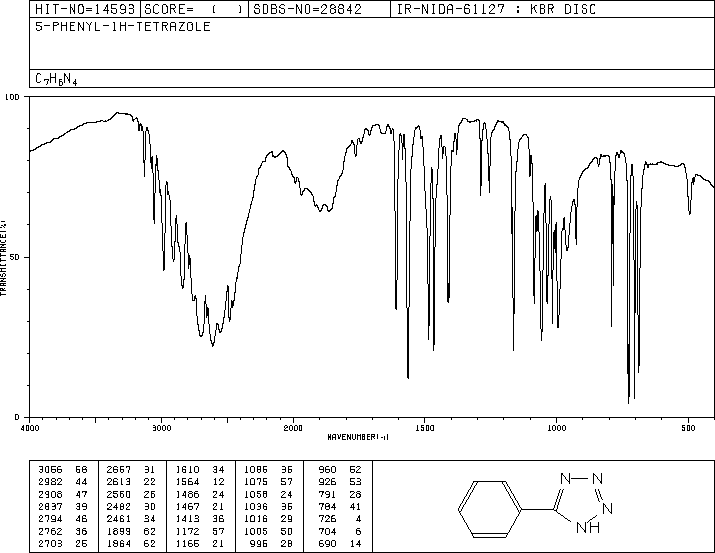 HIT-NO=14593 SCORE= ( ) SDBS-NO=28842 IR-NIDA-61127 : KBR DISC
5-PHENYL-1H-TETRAZOLE
C7H6N4
100
50
0
TRANSMITTANCE(%)
4000 3000 2000 1500 1000 500
WAVENUMBER(-1)
3056 58 2657 31 1610 34 1085 35 960 52
2982 44 2613 22 1564 12 1075 57 926 53
2908 47 2560 26 1486 24 1058 24 791 28
2837 39 2482 30 1467 21 1036 35 784 41
2794 46 2461 34 1413 36 1016 29 726 4
2762 36 1899 62 1172 57 1005 50 704 6
2703 25 1864 62 1165 21 996 28 690 14
N N
N
NH